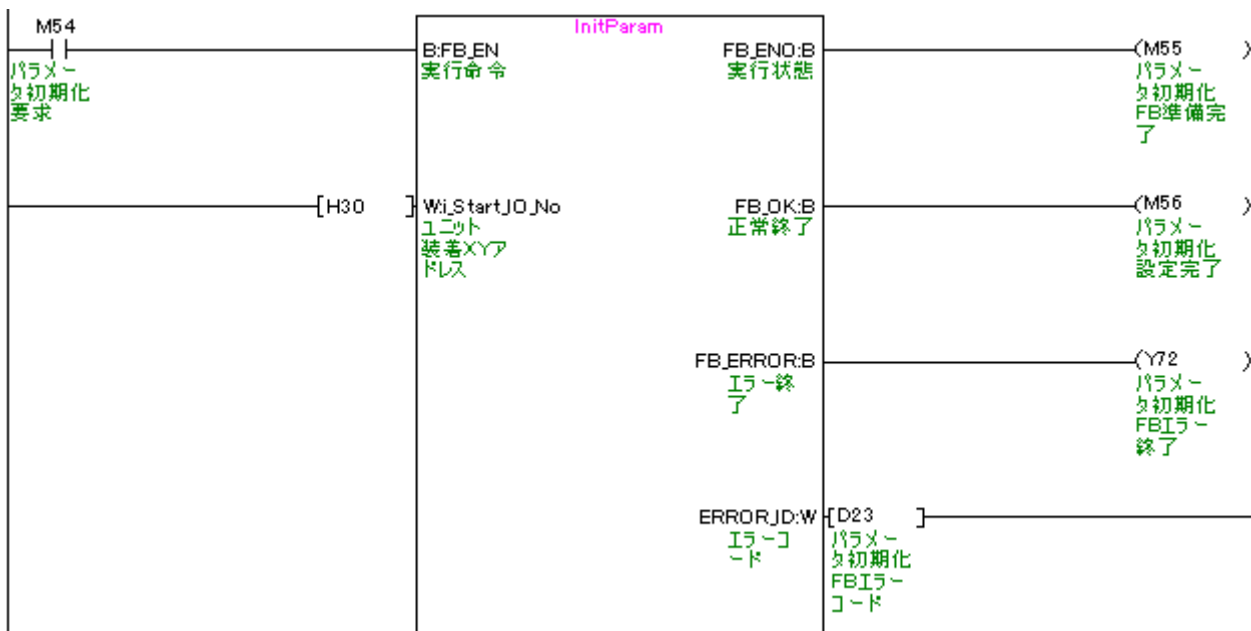 InitParam
M54
B:FB_EN
FB_ENO:B
(M55 )
パラメー
タ初期化
要求
実行命令
実行状態
パラメー
タ初期化
FB準備完
了
[H30 ]
W:i_Start_IO_No
FB_OK:B
(M56 )
ユニット
装着XYア
ドレス
正常終了
パラメー
タ初期化
設定完了
FB_ERROR:B
(Y72 )
エラー終
了
パラメー
タ初期化
FBエラー
終了
ERROR_ID:W
[D23 ]
エラーコ
ード
パラメー
タ初期化
FBエラー
コード